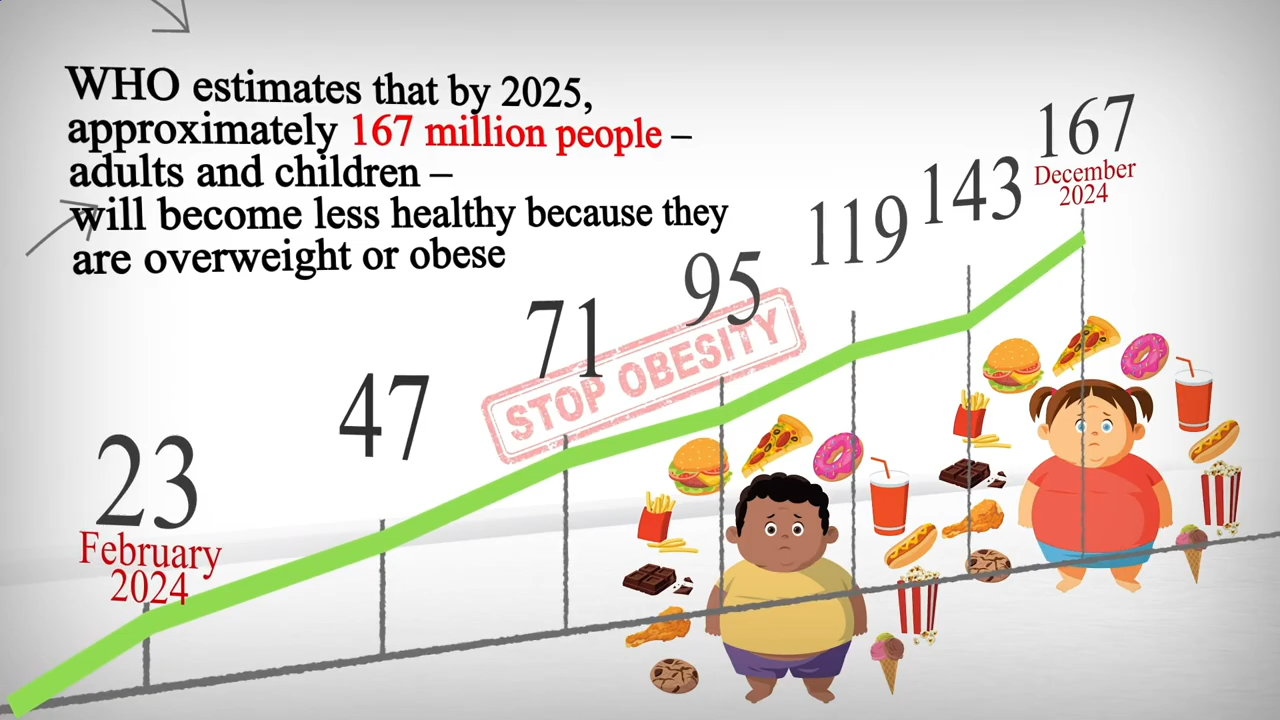 WHO estimates that by 2025,
approximately 167 million people –
adults and children –
will become less healthy because they
are overweight or obese
23
February
2024
47
71
95
119
143
167
December
2024
STOP OBESITY